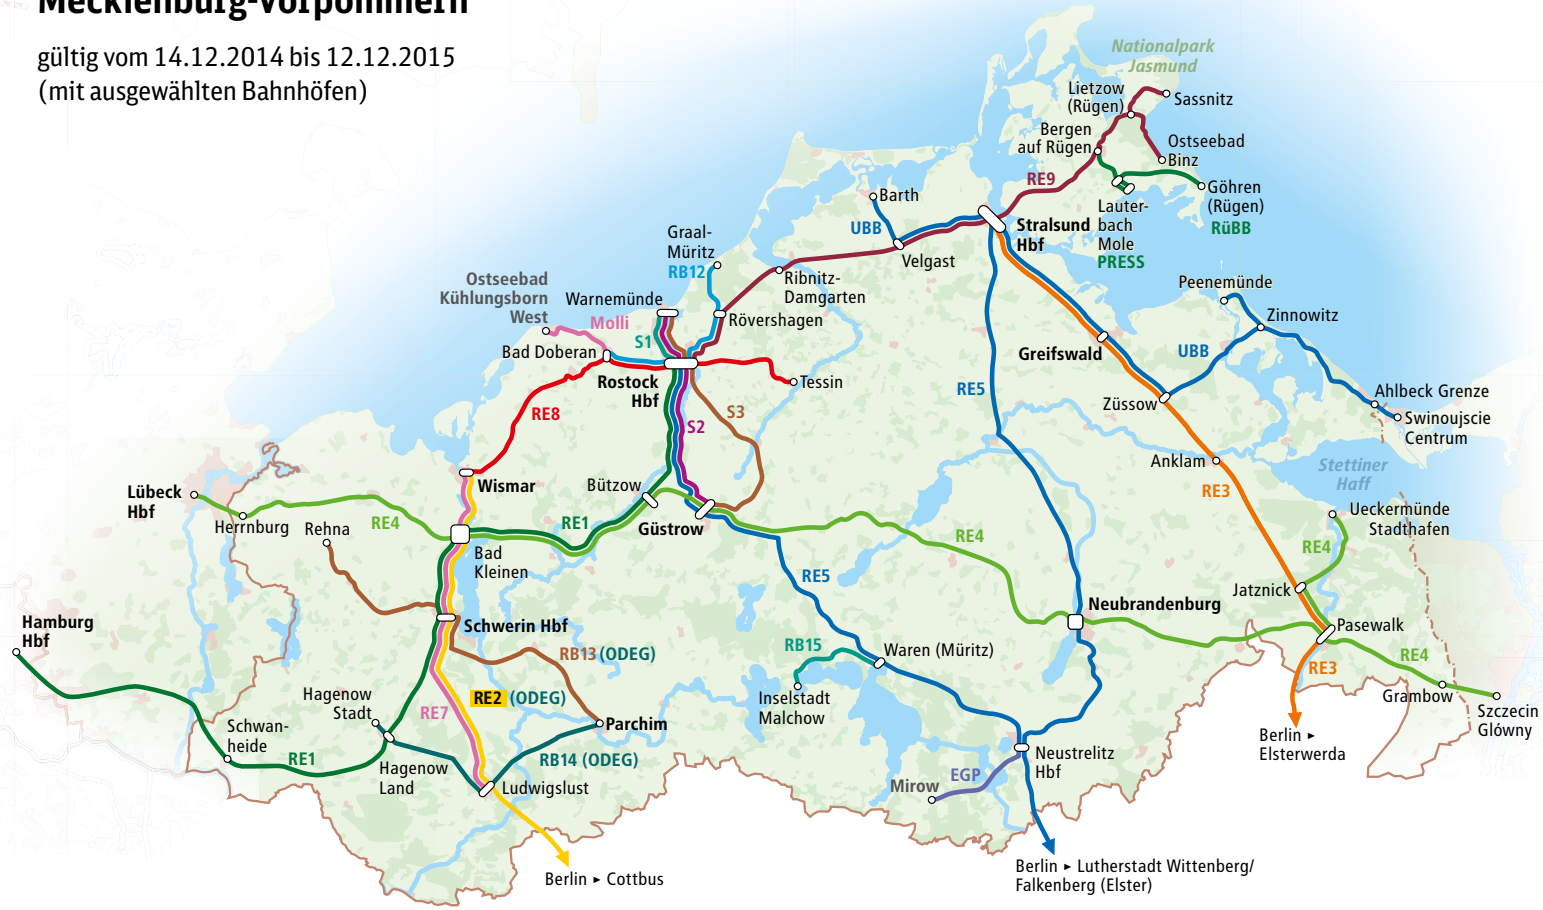 Mecklenburg-Vorpommern
gültig vom 14.12.2014 bis 12.12.2015
(mit ausgewählten Bahnhöfen)
Nationalpark
Jasmund
Lietzow
(Rügen)
Sassnitz
Bergen
auf Rügen
Ostseebad
Binz
RE9
Göhren
(Rügen)
RüBB
Lauter-
bach
Mole
PRESS
Barth
UBB
Stralsund
Hbf
Velgast
Graal-
Müritz
RB12
Ribnitz-
Damgarten
Rövershagen
Ostseebad
Kühlungsborn
West
Warnemünde
Molli
S1
Bad Doberan
Rostock
Hbf
Tessin
Peenemünde
Zinnowitz
Greifswald
UBB
Züssow
Ahlbeck Grenze
Swinoujscie
Centrum
RE5
RE8
S3
S2
Anklam
RE3
Stettiner
Haff
Ueckermünde
Stadthafen
RE4
Jatznick
Wismar
Bützow
Lübeck
Hbf
Herrnburg
Rehna
RE4
RE1
Güstrow
RE4
Bad
Kleinen
RE5
Neubrandenburg
Pasewalk
RE4
RE3
Grambow
Szczecin
Glówny
Berlin ▸
Elsterwerda
Hamburg
Hbf
Schwerin Hbf
RB13 (ODEG)
RB15
Waren (Müritz)
Inselstadt
Malchow
Hagenow
Stadt
RE7
RE2 (ODEG)
Parchim
Schwan-
heide
RE1
Hagenow
Land
RB14 (ODEG)
Ludwigslust
Neustrelitz
Hbf
EGP
Mirow
Berlin ▸ Cottbus
Berlin ▸ Lutherstadt Wittenberg/
Falkenberg (Elster)